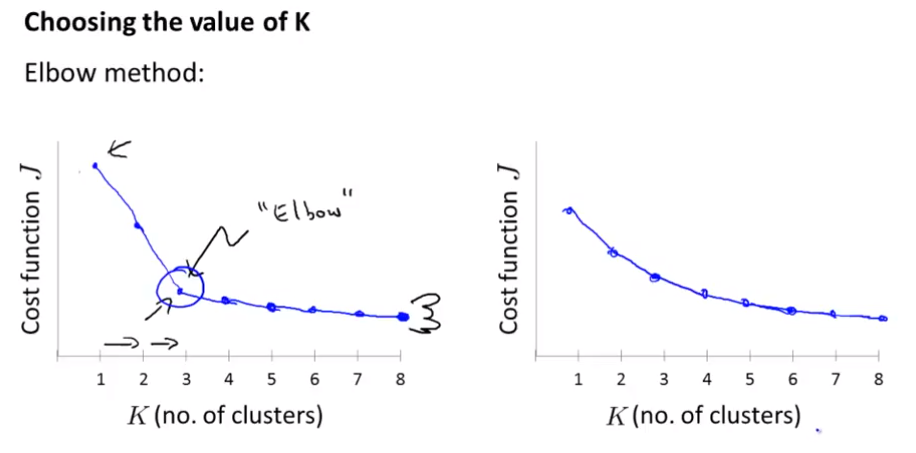 Choosing the value of K
Elbow method:
"Elbow"
Cost function J
1 2 3 4 5 6 7 8
K (no. of clusters)
Cost function J
1 2 3 4 5 6 7 8
K (no. of clusters)